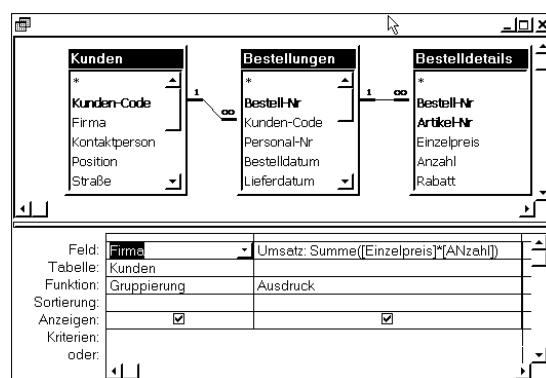 Kunden
*
Kunden-Code
Firma
Kontaktperson
Position
Straße
1
∞
Bestellungen
*
Bestell-Nr
Kunden-Code
Personal-Nr
Bestelldatum
Lieferdatum
1
∞
Bestelldetails
*
Bestell-Nr
Artikel-Nr
Einzelpreis
Anzahl
Rabatt
Feld: Firma Umsatz: Summe([Einzelpreis]*[ANzahl])
Tabelle: Kunden
Funktion: Gruppierung Ausdruck
Sortierung:
Anzeigen:
Kriterien:
oder: